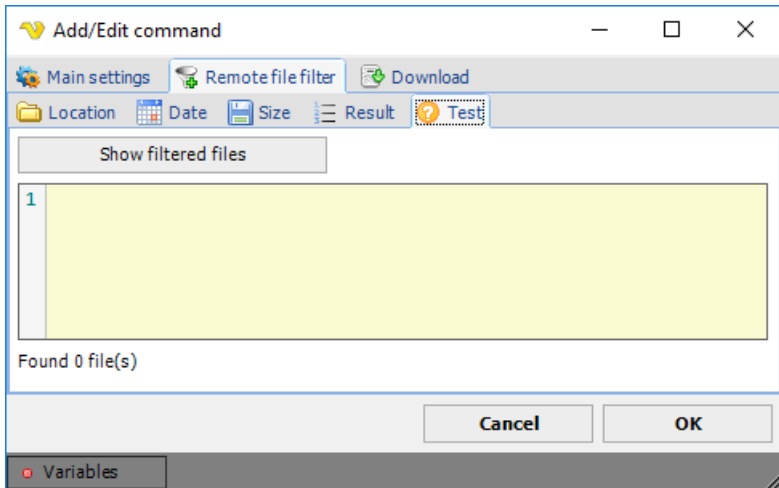 Add/Edit command
Main settings Remote file filter Download
Location Date Size Result Test
Show filtered files
1
Found 0 file(s)
Cancel OK
Variables